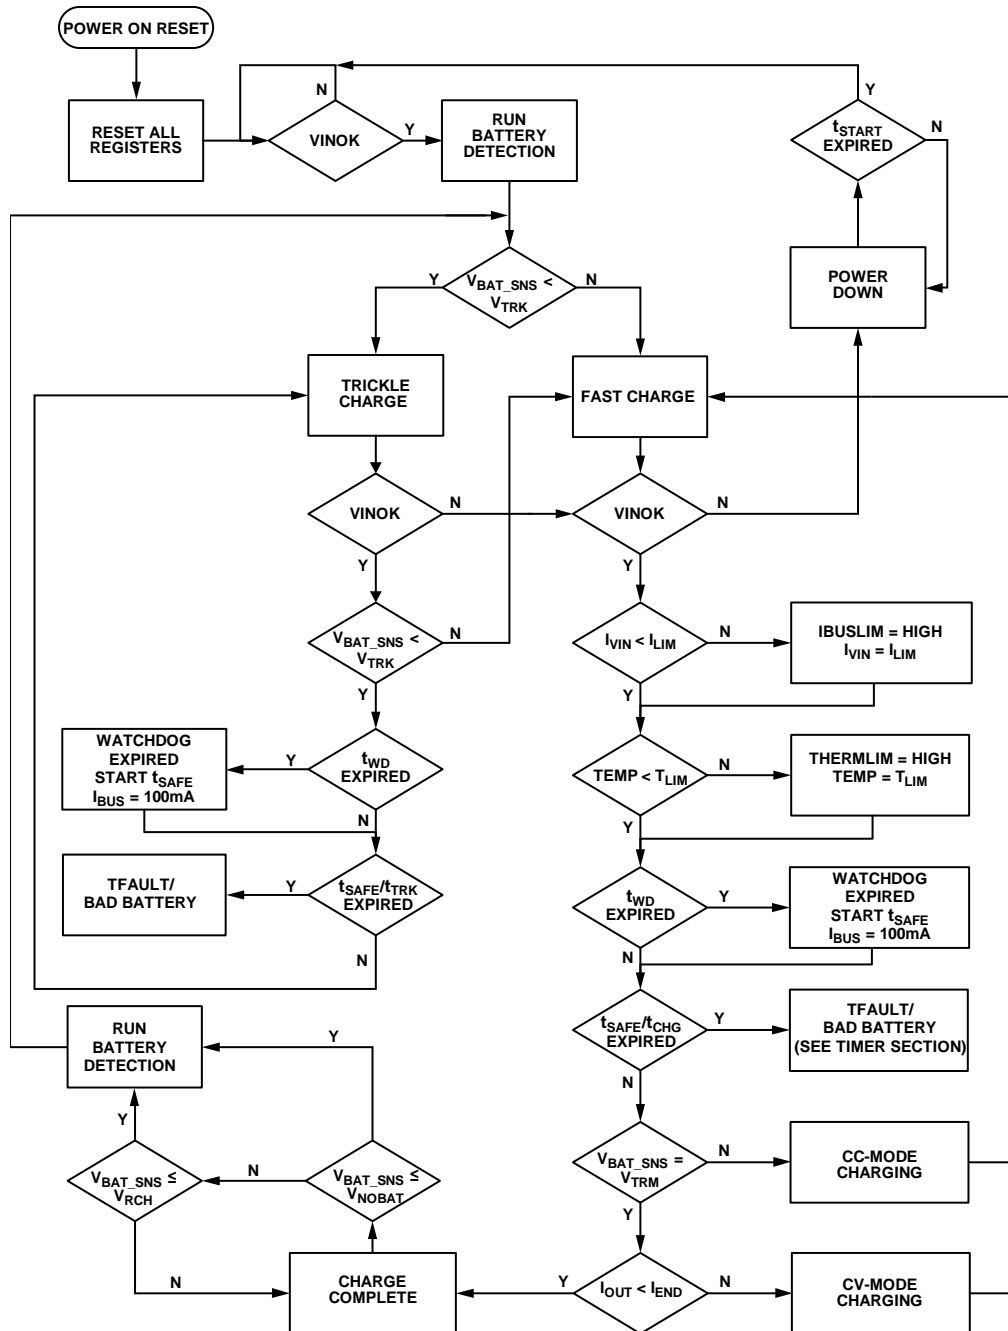 POWER ON RESET
RESET ALL
REGISTERS
N
VINOK
Y
RUN
BATTERY
DETECTION
Y
tSTART
EXPIRED
N
POWER
DOWN
Y
VBAT_SNS <
VTRK
N
TRICKLE
CHARGE
FAST CHARGE
VINOK
N
Y
VINOK
N
Y
VBAT_SNS <
VTRK
N
Y
IVIN < ILIM
N
Y
IBUSLIM = HIGH
IVIN = ILIM
WATCHDOG
EXPIRED
START tSAFE
IBUS = 100mA
Y
tWD
EXPIRED
N
TEMP < TLIM
N
Y
THERMLIM = HIGH
TEMP = TLIM
TFAULT/
BAD BATTERY
Y
tSAFE/tTRK
EXPIRED
N
tWD
EXPIRED
Y
N
WATCHDOG
EXPIRED
START tSAFE
IBUS = 100mA
tSAFE/tCHG
EXPIRED
Y
N
TFAULT/
BAD BATTERY
(SEE TIMER SECTION)
RUN
BATTERY
DETECTION
Y
Y
VBAT_SNS ≤
VRCH
N
VBAT_SNS ≤
VNOBAT
N
CHARGE
COMPLETE
VBAT_SNS =
VTRM
N
Y
CC-MODE
CHARGING
Y
IOUT < IEND
N
CV-MODE
CHARGING